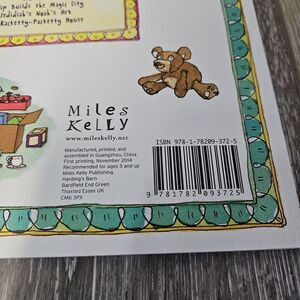 ip Builds the Magic City
Jedidiah's Noah's Ark
Racketty-Packetty House
Miles
Kelly
www.mileskelly.net
Manufactured, printed, and
assembled in Guangzhou, China
First printing, November 2014
Recommended for ages 5 and up
Miles Kelly Publishing
Harding's Barn
Bardfield End Green
Thaxted Essex UK
CM6 3PX
ISBN 978-1-78209-372-5
9 781782 093725